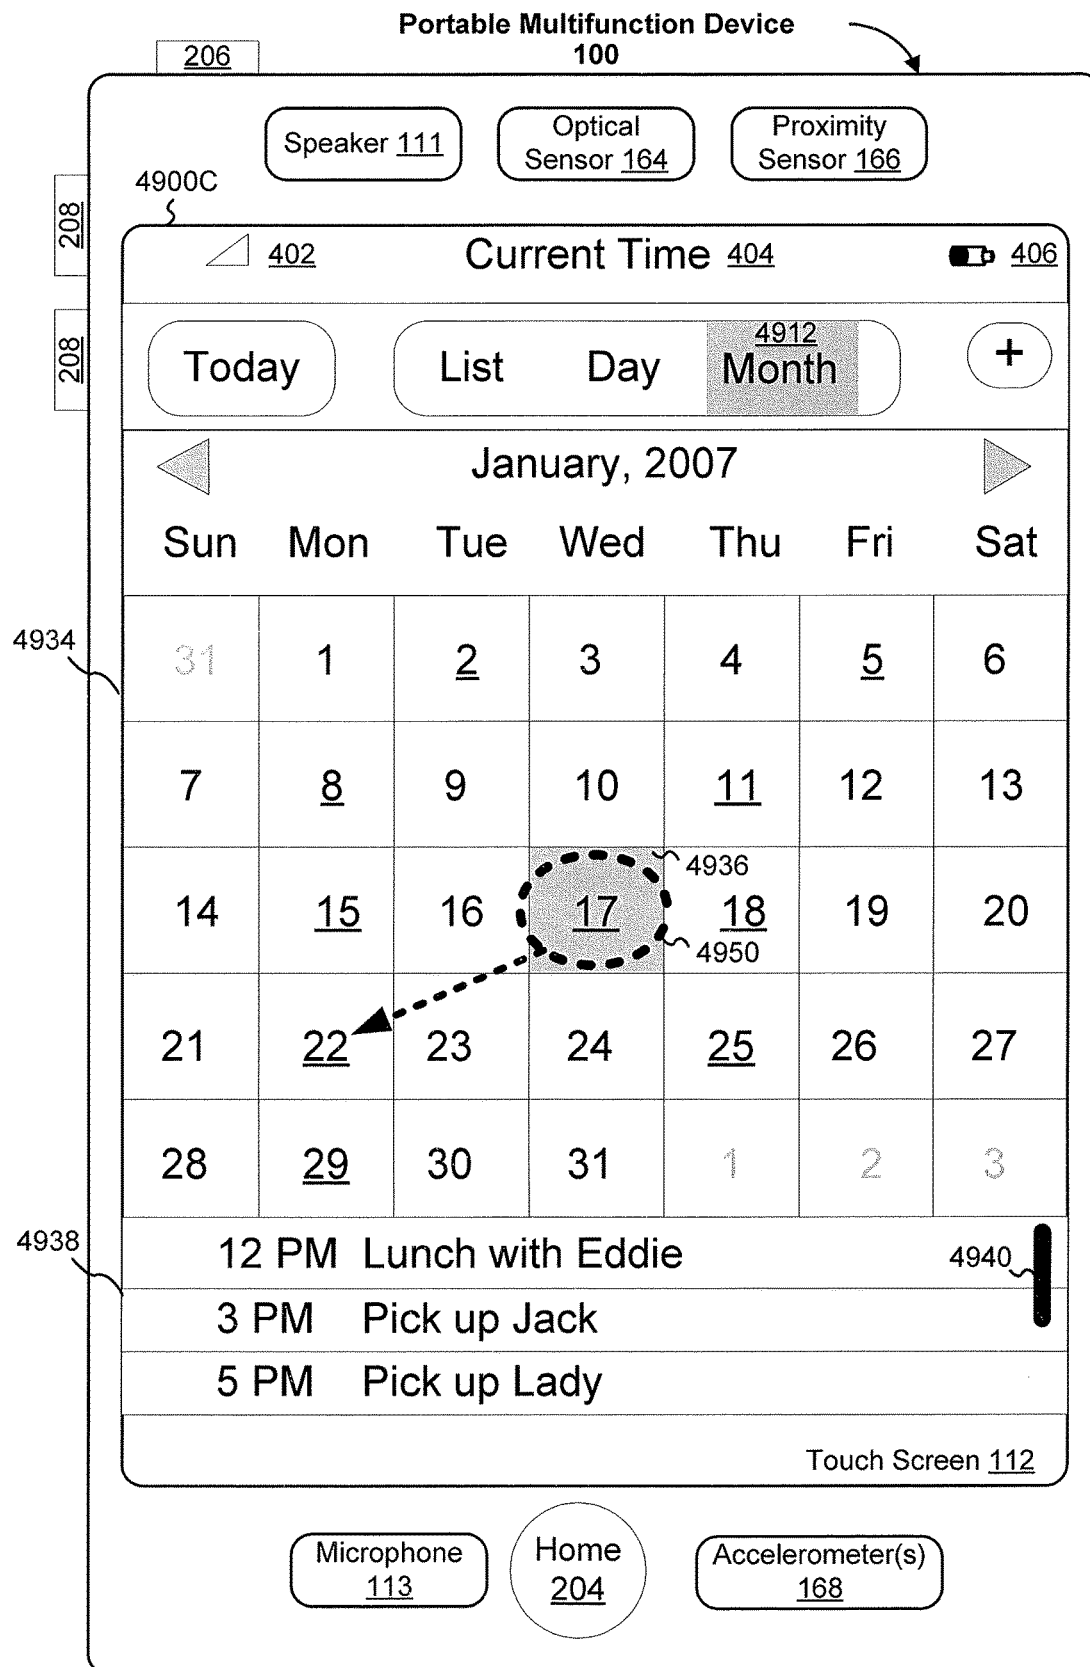 Portable Multifunction Device
100
206
Speaker 111
Optical
Sensor 164
Proximity
Sensor 166
4900C
208
402
Current Time 404
406
208
Today
List
Day
4912
Month
+
January, 2007
Sun Mon Tue Wed Thu Fri Sat
4934
31 1 2 3 4 5 6
7 8 9 10 11 12 13
4936
14 15 16 17 18 19 20
4950
21 22 23 24 25 26 27
28 29 30 31 1 2 3
4938
12 PM Lunch with Eddie
4940
3 PM Pick up Jack
5 PM Pick up Lady
Touch Screen 112
Microphone
113
Home
204
Accelerometer(s)
168